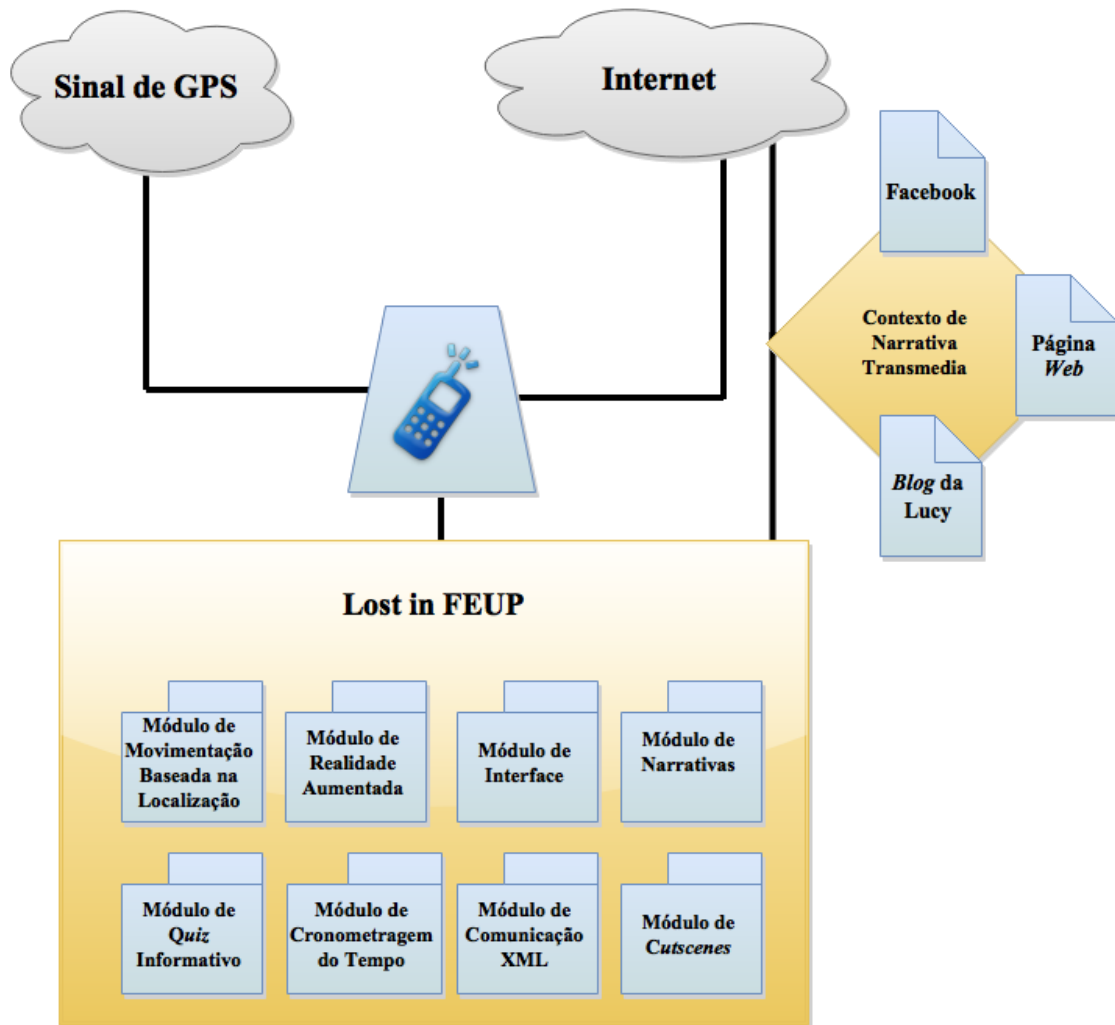 Sinal de GPS
Internet
Facebook
Contexto de
Narrativa
Transmedia
Página
Web
Blog da
Lucy
Lost in FEUP
Módulo de
Movimentação
Baseada na
Localização
Módulo de
Realidade
Aumentada
Módulo de
Interface
Módulo de
Narrativas
Módulo de
Quiz
Informativo
Módulo de
Cronometragem
do Tempo
Módulo de
Comunicação
XML
Módulo de
Cutscenes